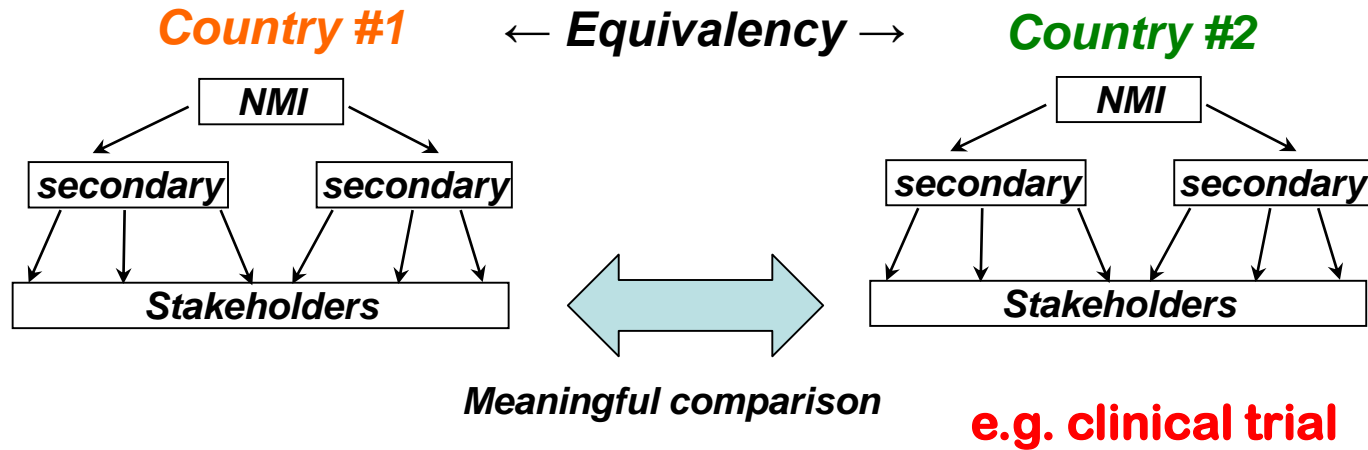 Country #1 ← Equivalency → Country #2
NMI NMI
secondary secondary secondary secondary
Stakeholders Stakeholders
Meaningful comparison
e.g. clinical trial